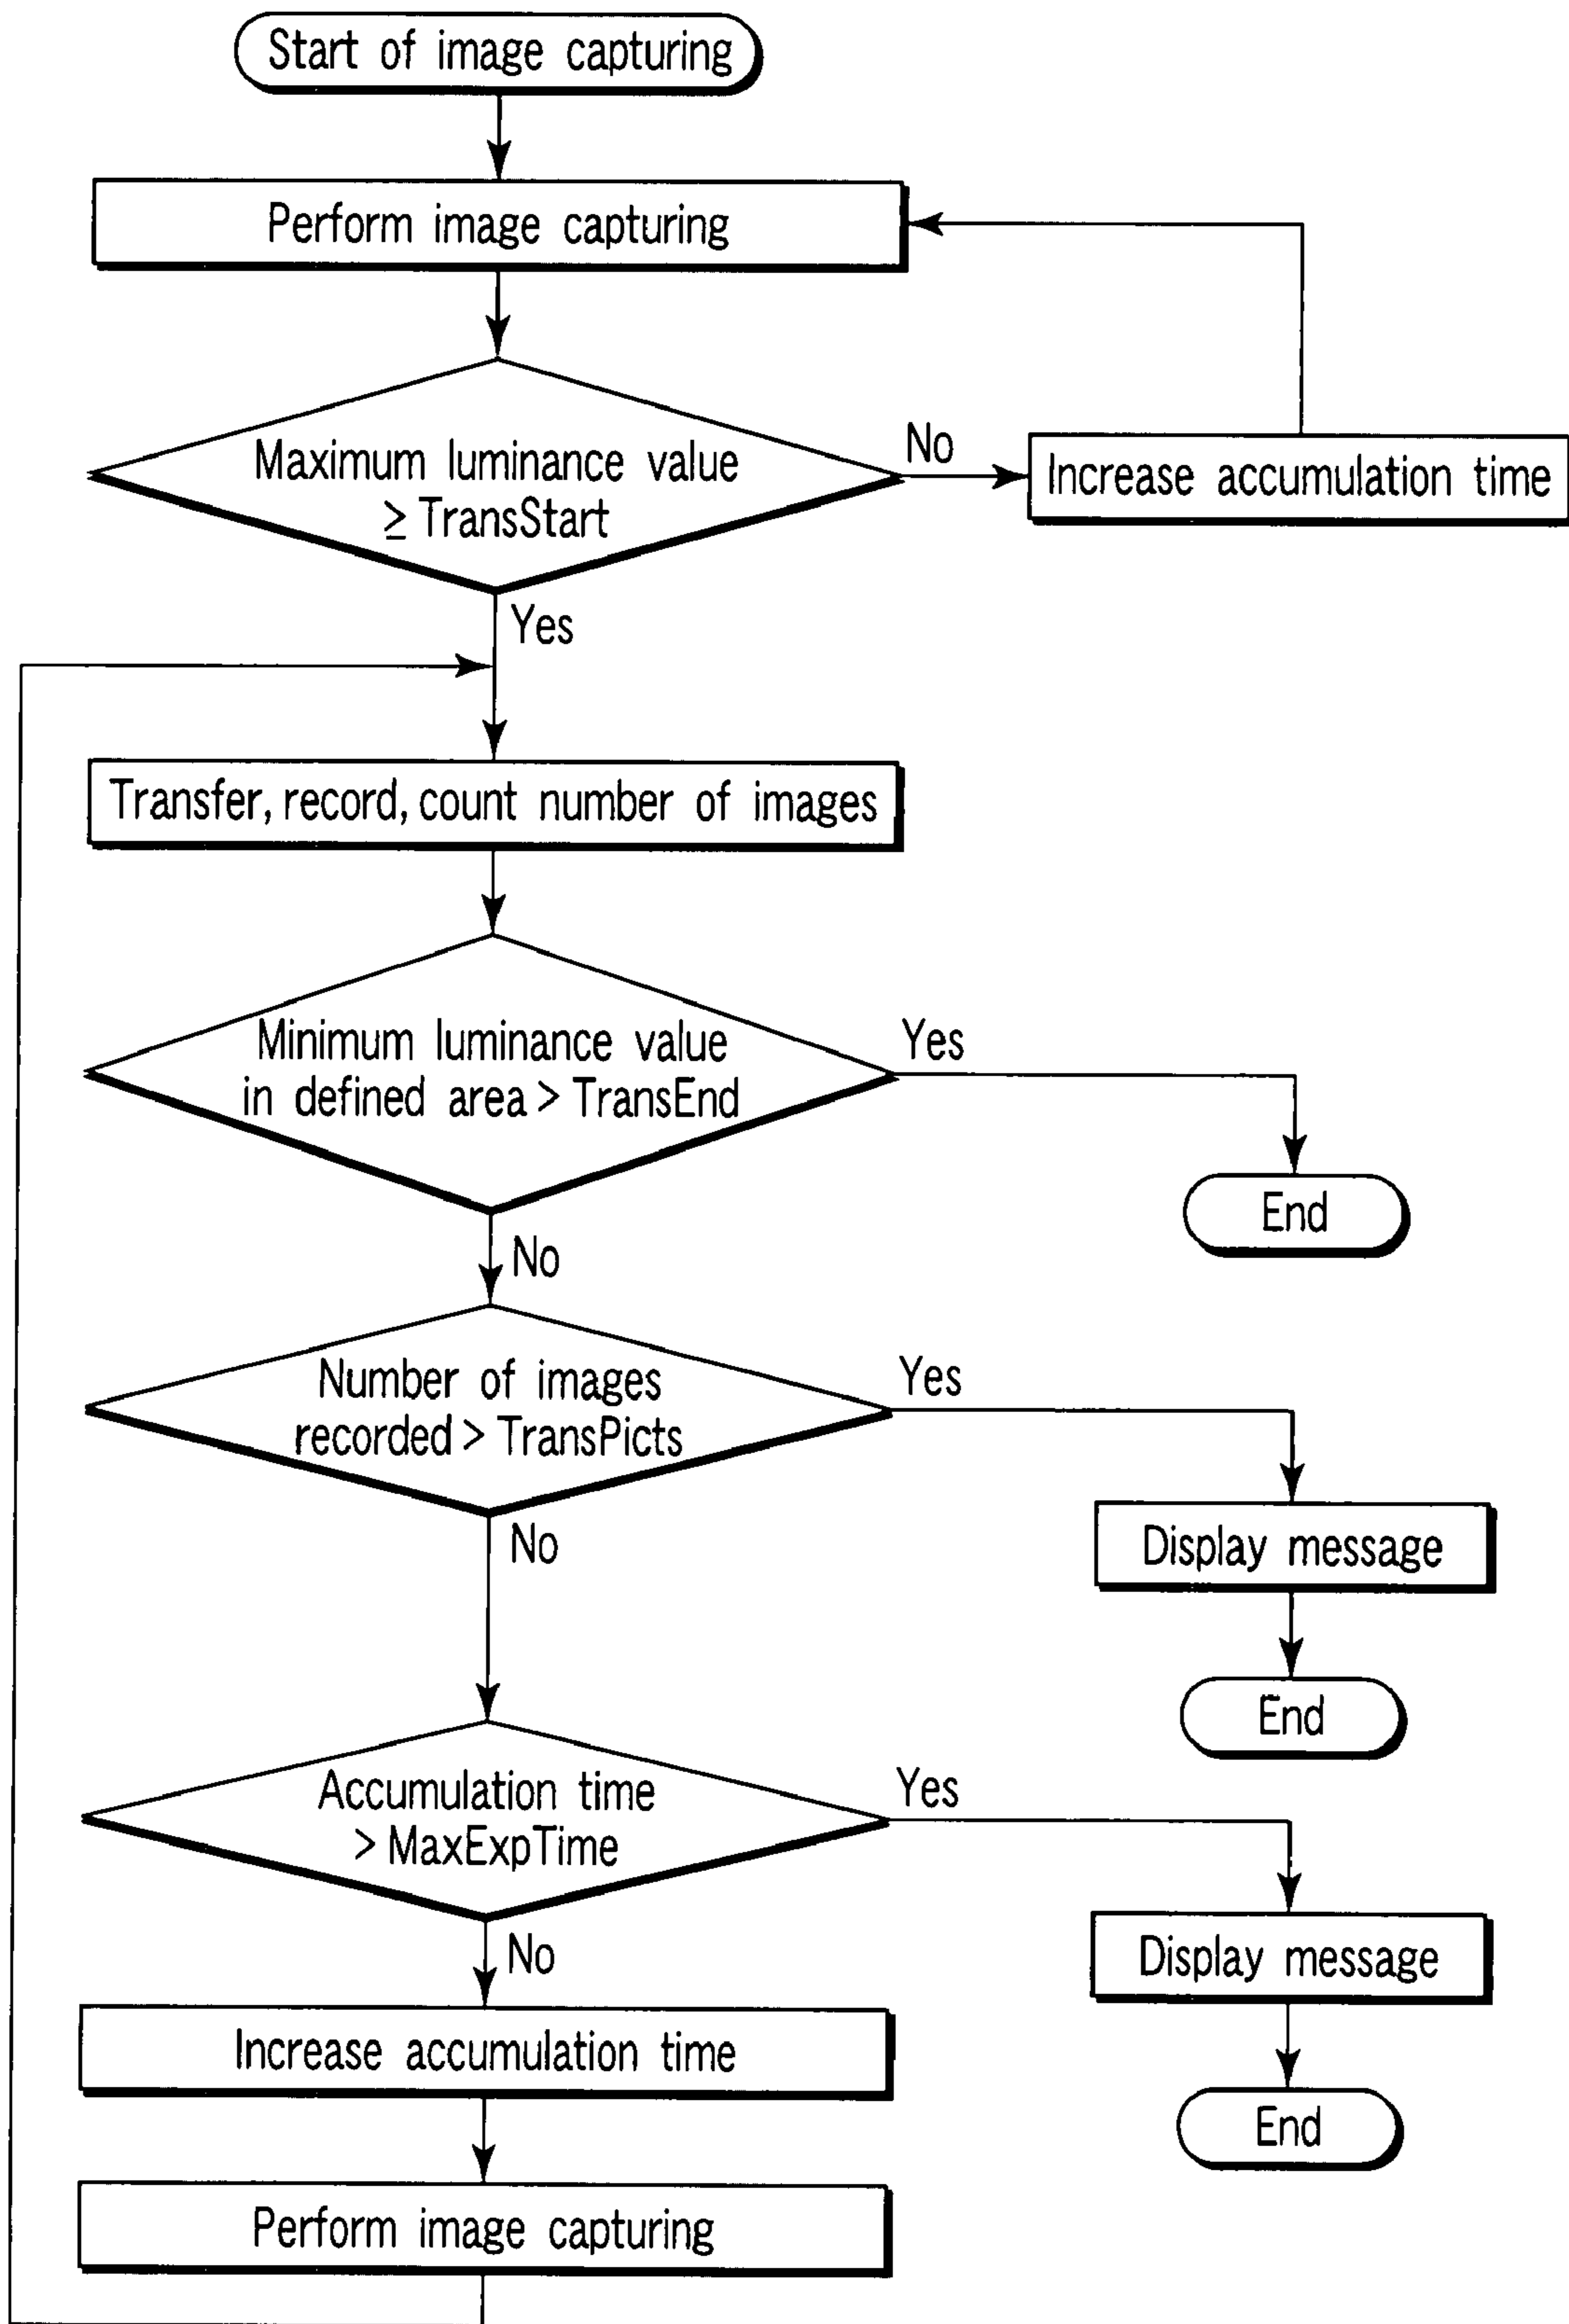 Start of image capturing
Perform image capturing
Maximum luminance value
≥ TransStart
No
Increase accumulation time
Yes
Transfer, record, count number of images
Minimum luminance value
in defined area > TransEnd
Yes
End
No
Number of images
recorded > TransPicts
Yes
Display message
End
No
Accumulation time
> MaxExpTime
Yes
Display message
End
No
Increase accumulation time
Perform image capturing